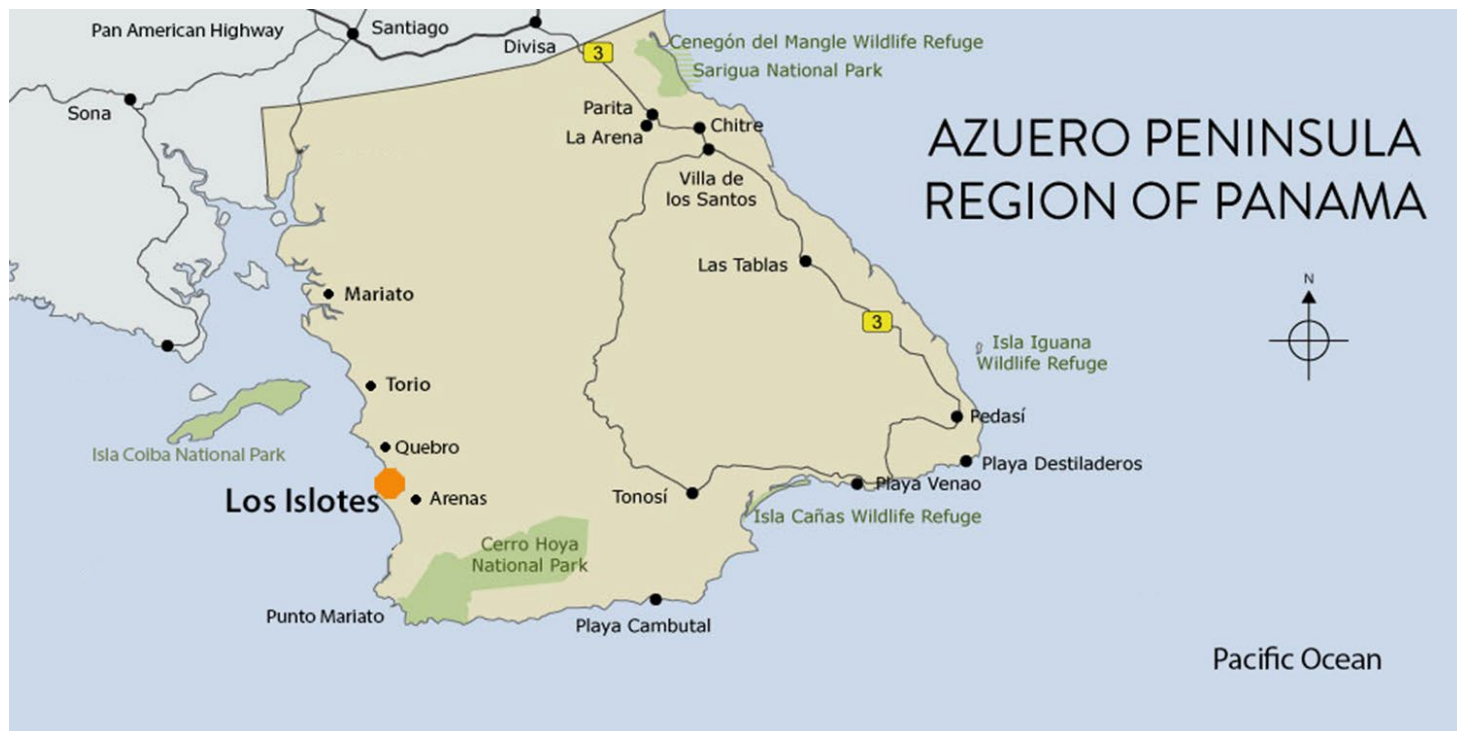 Pan American Highway
Santiago
Divisa
3
Cenegón del Mangle Wildlife Refuge
Sarigua National Park
Sona
Parita
La Arena
Chitre
AZUERO PENINSULA
REGION OF PANAMA
Villa de
los Santos
Las Tablas
N
Mariato
3
Isla Iguana
Wildlife Refuge
Torio
Pedasí
Isla Coiba National Park
Quebro
Playa Destiladeros
Los Islotes
Arenas
Tonosí
Playa Venao
Isla Cañas Wildlife Refuge
Cerro Hoya
National Park
Punto Mariato
Playa Cambutal
Pacific Ocean